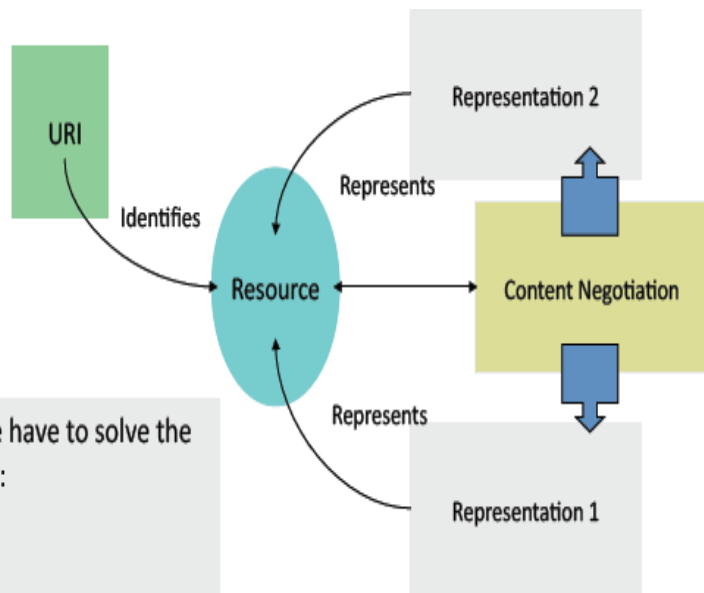 Representation 2
URI
Represents
Identifies
Resource
Content Negotiation
Represents
have to solve the
:
Representation 1